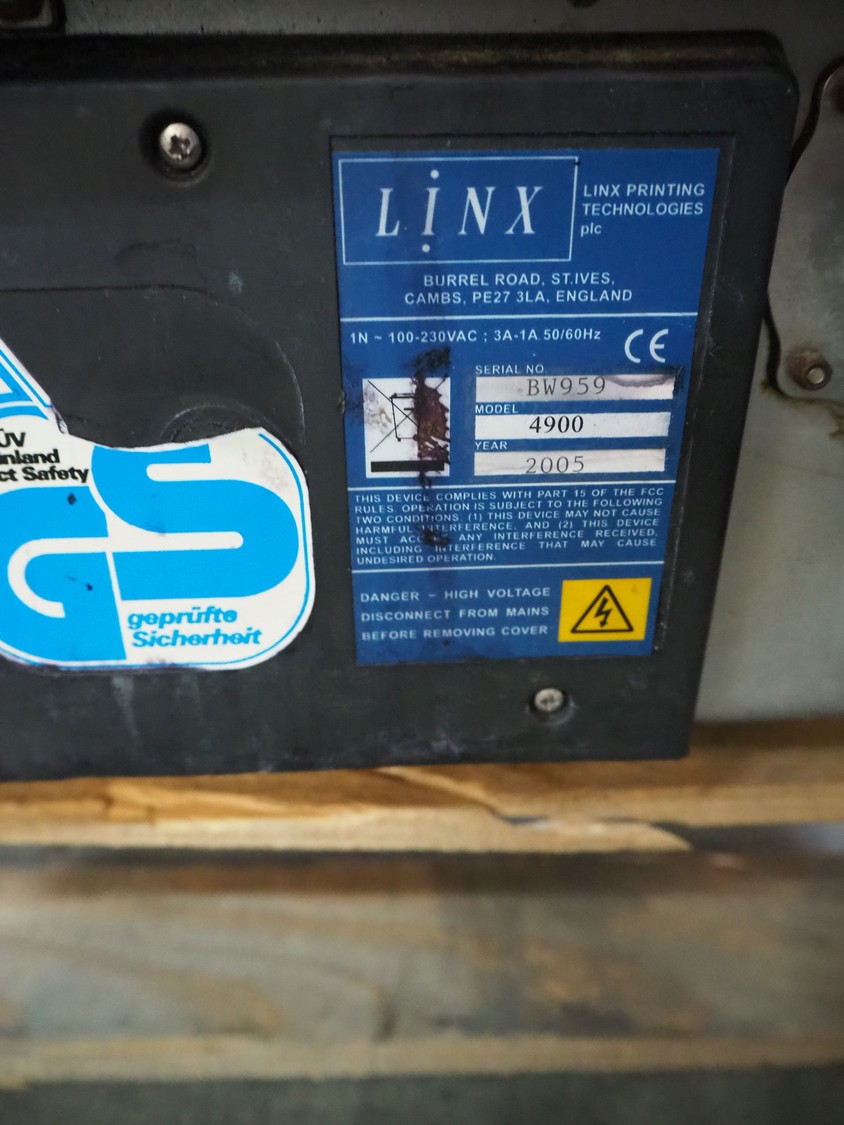 LINX
LINX PRINTING
TECHNOLOGIES
plc
BURREL ROAD, ST.IVES,
CAMBS, PE27 3LA, ENGLAND
1N ~ 100-230VAC ; 3A-1A 50/60Hz
CE
SERIAL NO.
BW959
MODEL
4900
YEAR
2005
THIS DEVICE COMPLIES WITH PART 15 OF THE FCC
RULES. OPERATION IS SUBJECT TO THE FOLLOWING
TWO CONDITIONS: (1) THIS DEVICE MAY NOT CAUSE
HARMFUL INTERFERENCE, AND (2) THIS DEVICE
MUST ACCEPT ANY INTERFERENCE RECEIVED,
INCLUDING INTERFERENCE THAT MAY CAUSE
UNDESIRED OPERATION.
DANGER – HIGH VOLTAGE
DISCONNECT FROM MAINS
BEFORE REMOVING COVER
ÜV
inland
ct Safety
GS
geprüfte
Sicherheit